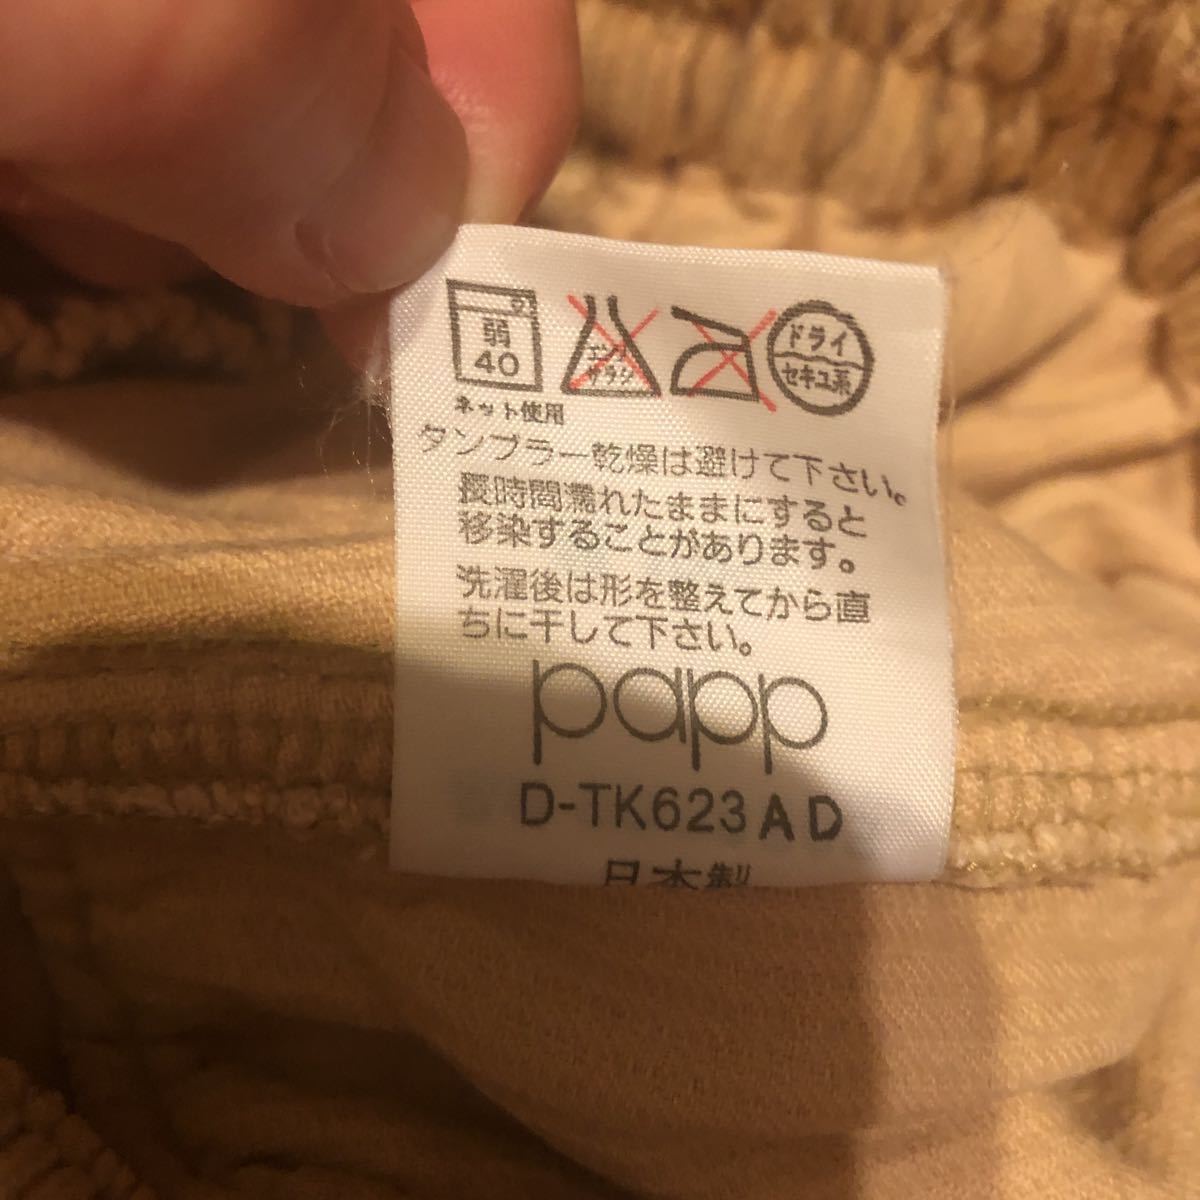 弱
40
エンソ
サラシ
ドライ
セキユ系
ネット使用
タンブラー乾燥は避けて下さい。
長時間濡れたままにすると
移染することがあります。
洗濯後は形を整えてから直
ちに干して下さい。
papp
D-TK623AD
日本製